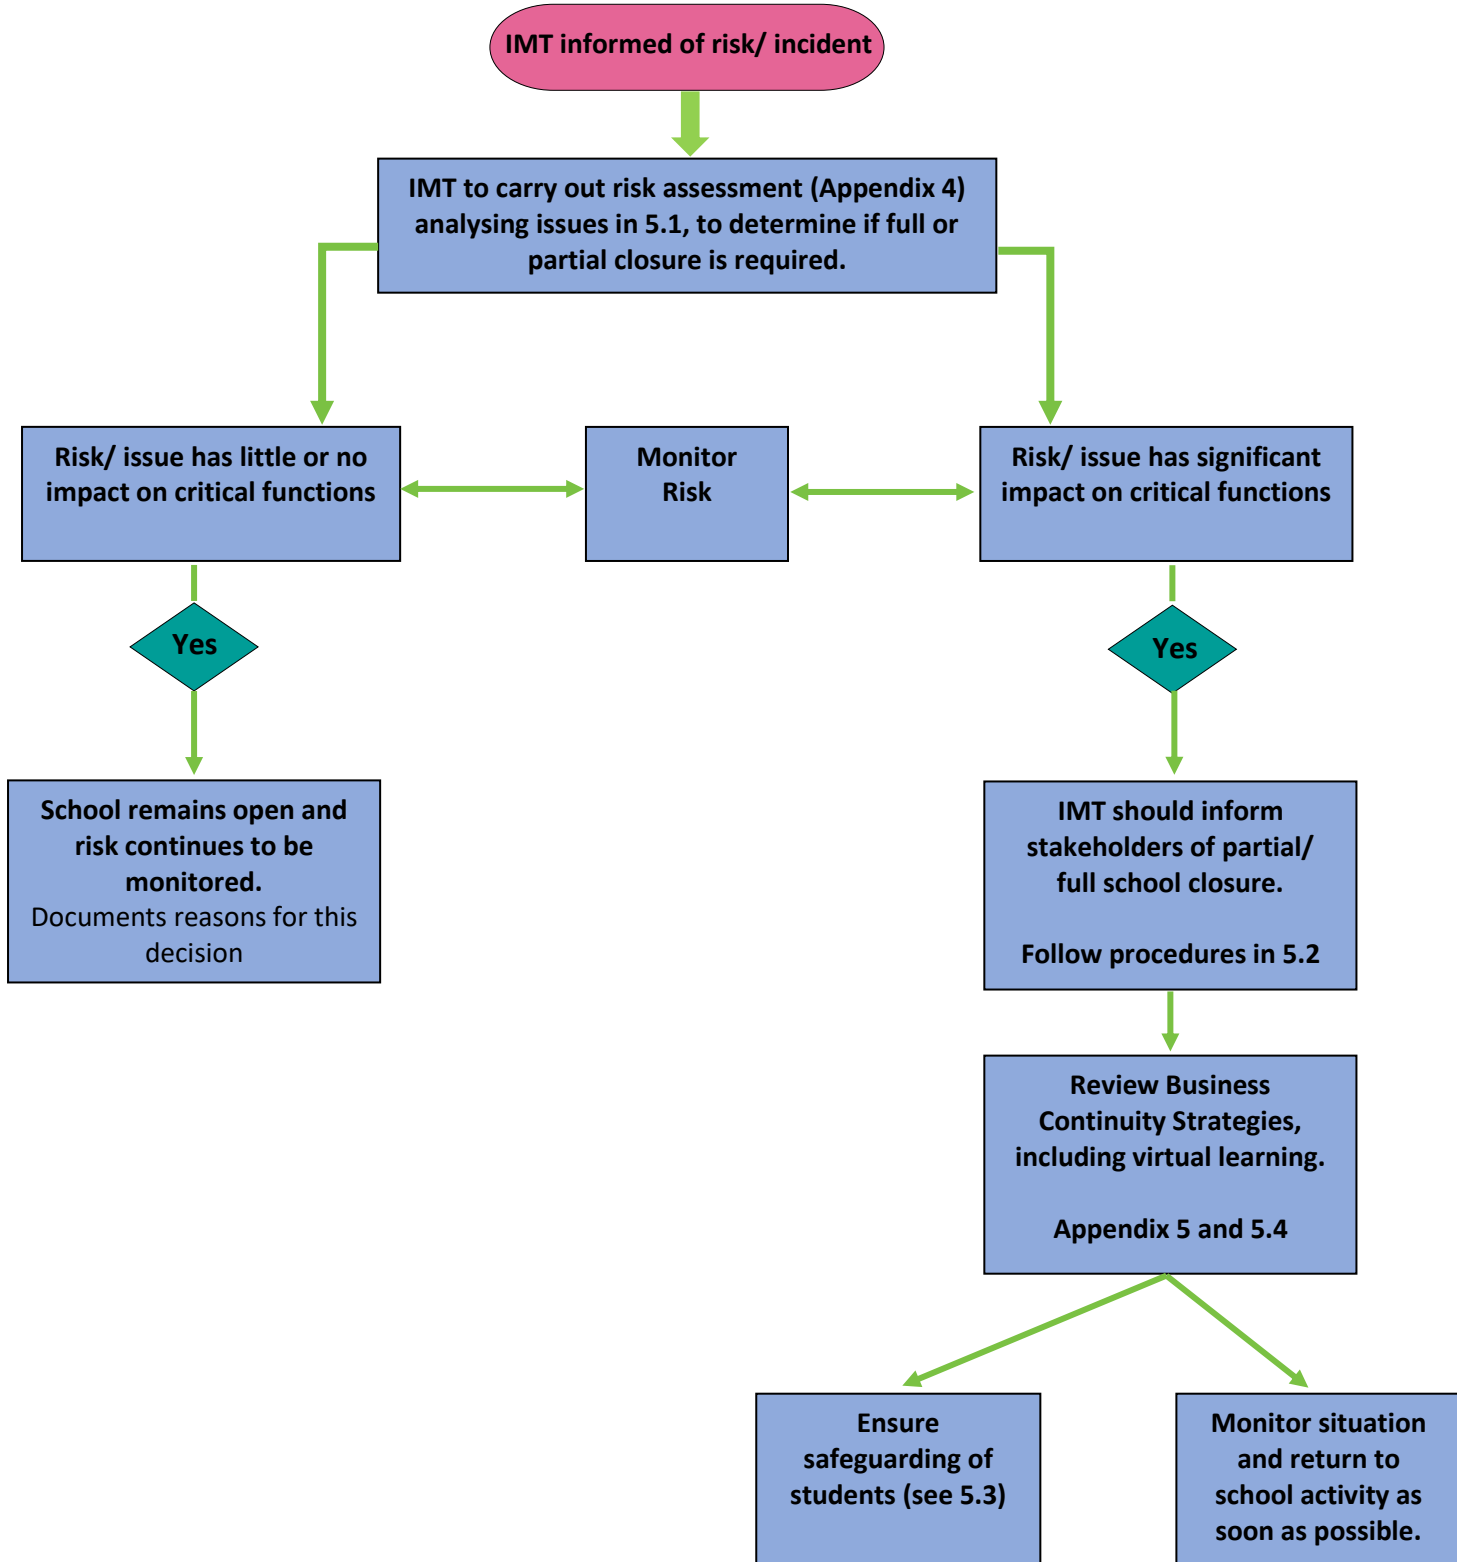 IMT informed of risk/ incident
IMT to carry out risk assessment (Appendix 4)
analysing issues in 5.1, to determine if full or
partial closure is required.
Risk/ issue has little or no
impact on critical functions
Monitor
Risk
Risk/ issue has significant
impact on critical functions
Yes
Yes
School remains open and
risk continues to be
monitored.
Documents reasons for this
decision
IMT should inform
stakeholders of partial/
full school closure.
Follow procedures in 5.2
Review Business
Continuity Strategies,
including virtual learning.
Appendix 5 and 5.4
Ensure
safeguarding of
students (see 5.3)
Monitor situation
and return to
school activity as
soon as possible.